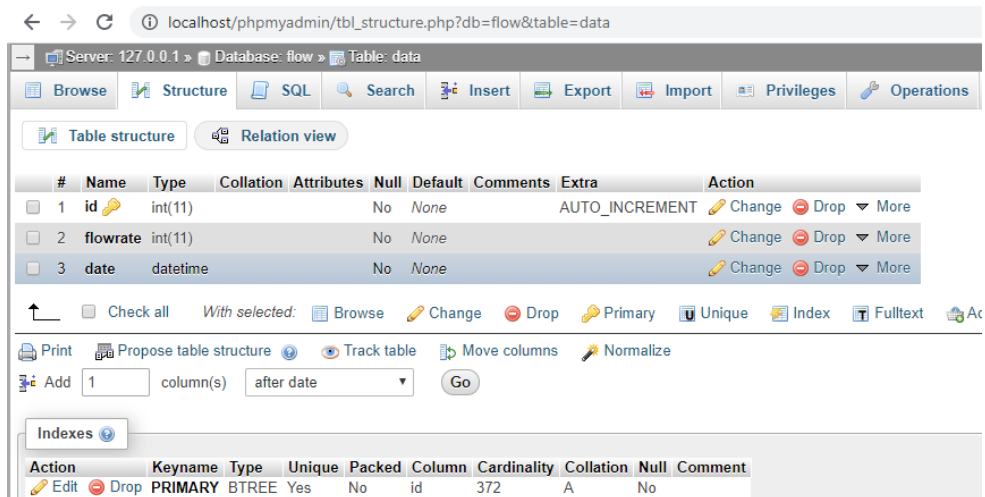 localhost/phpmyadmin/tbl_structure.php?db=flow&table=data
Server: 127.0.0.1 » Database: flow » Table: data
Browse Structure SQL Search Insert Export Import Privileges Operations
Table structure Relation view
# Name Type Collation Attributes Null Default Comments Extra Action
1 id int(11) No None AUTO_INCREMENT Change Drop More
2 flowrate int(11) No None Change Drop More
3 date datetime No None Change Drop More
Check all With selected: Browse Change Drop Primary Unique Index Fulltext
Print Propose table structure Track table Move columns Normalize
Add 1 column(s) after date Go
Indexes
Action Keyname Type Unique Packed Column Cardinality Collation Null Comment
Edit Drop PRIMARY BTREE Yes No id 372 A No